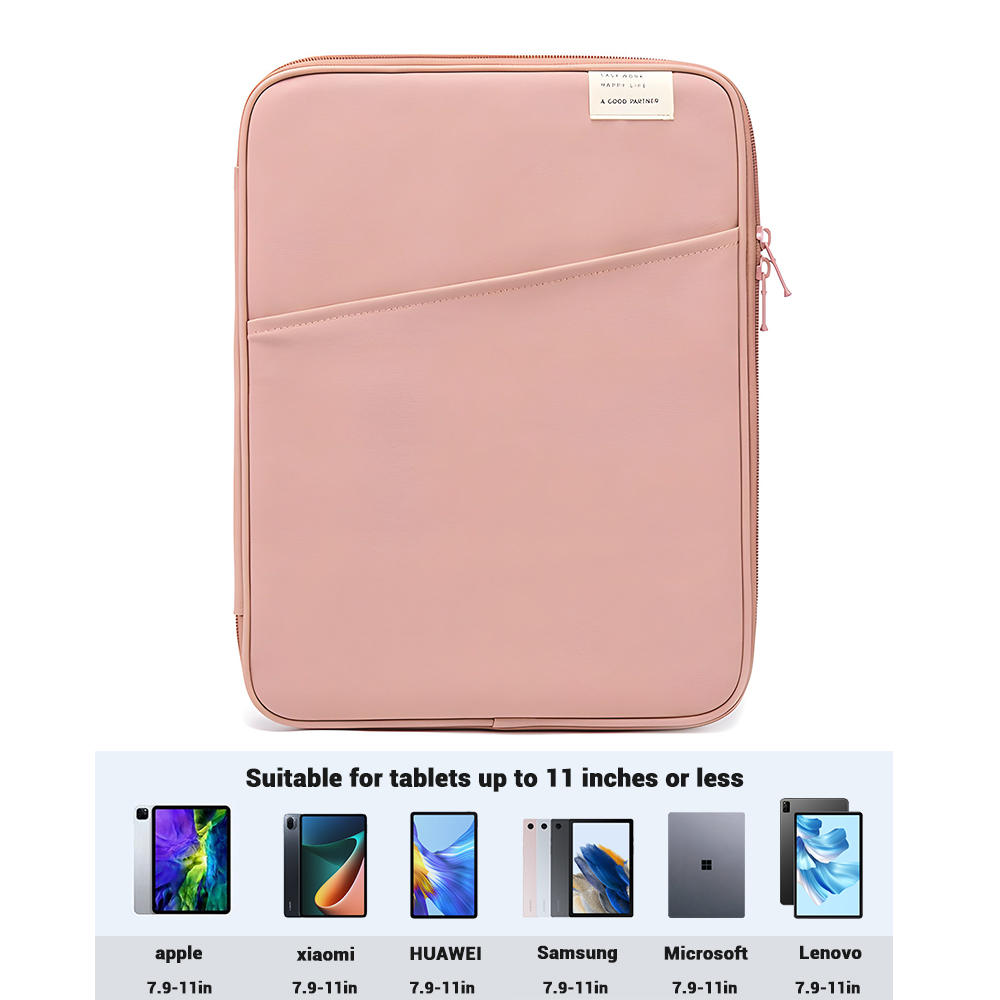 EASY WORK
HAPPY LIFE
A GOOD PARTNER
Suitable for tablets up to 11 inches or less
apple
xiaomi
HUAWEI
Samsung
Microsoft
Lenovo
7.9-11in
7.9-11in
7.9-11in
7.9-11in
7.9-11in
7.9-11in